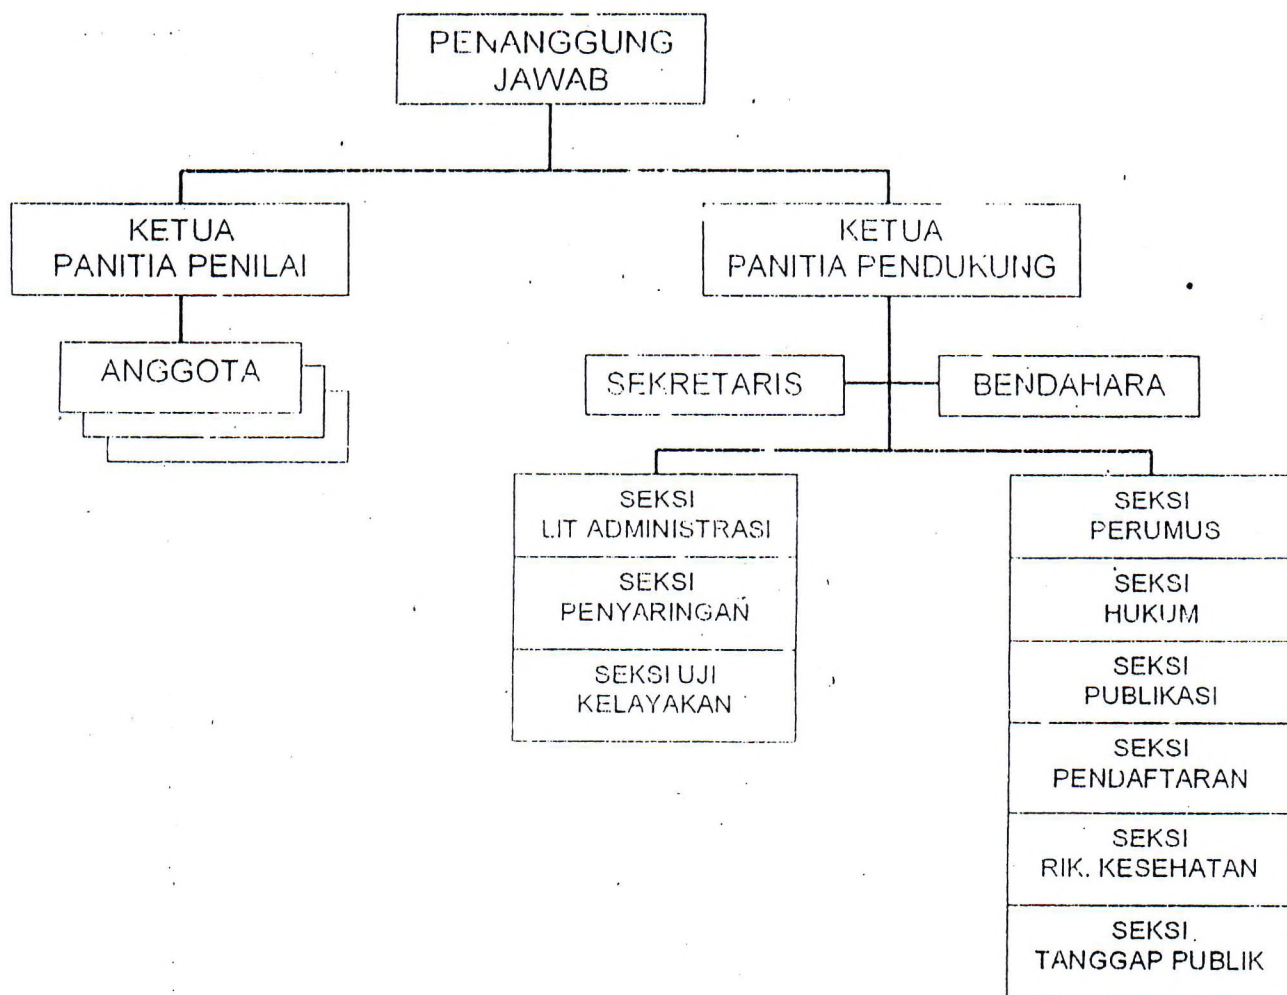 PENANGGUNG
JAWAB
KETUA
PANITIA PENILAI
KETUA
PANITIA PENDUKUNG
ANGGOTA
SEKRETARIS
BENDAHARA
SEKSI
LIT ADMINISTRASI
SEKSI
PENYARINGAN
SEKSI UJI
KELAYAKAN
SEKSI
PERUMUS
SEKSI
HUKUM
SEKSI
PUBLIKASI
SEKSI
PENDAFTARAN
SEKSI
RIK. KESEHATAN
SEKSI
TANGGAP PUBLIK